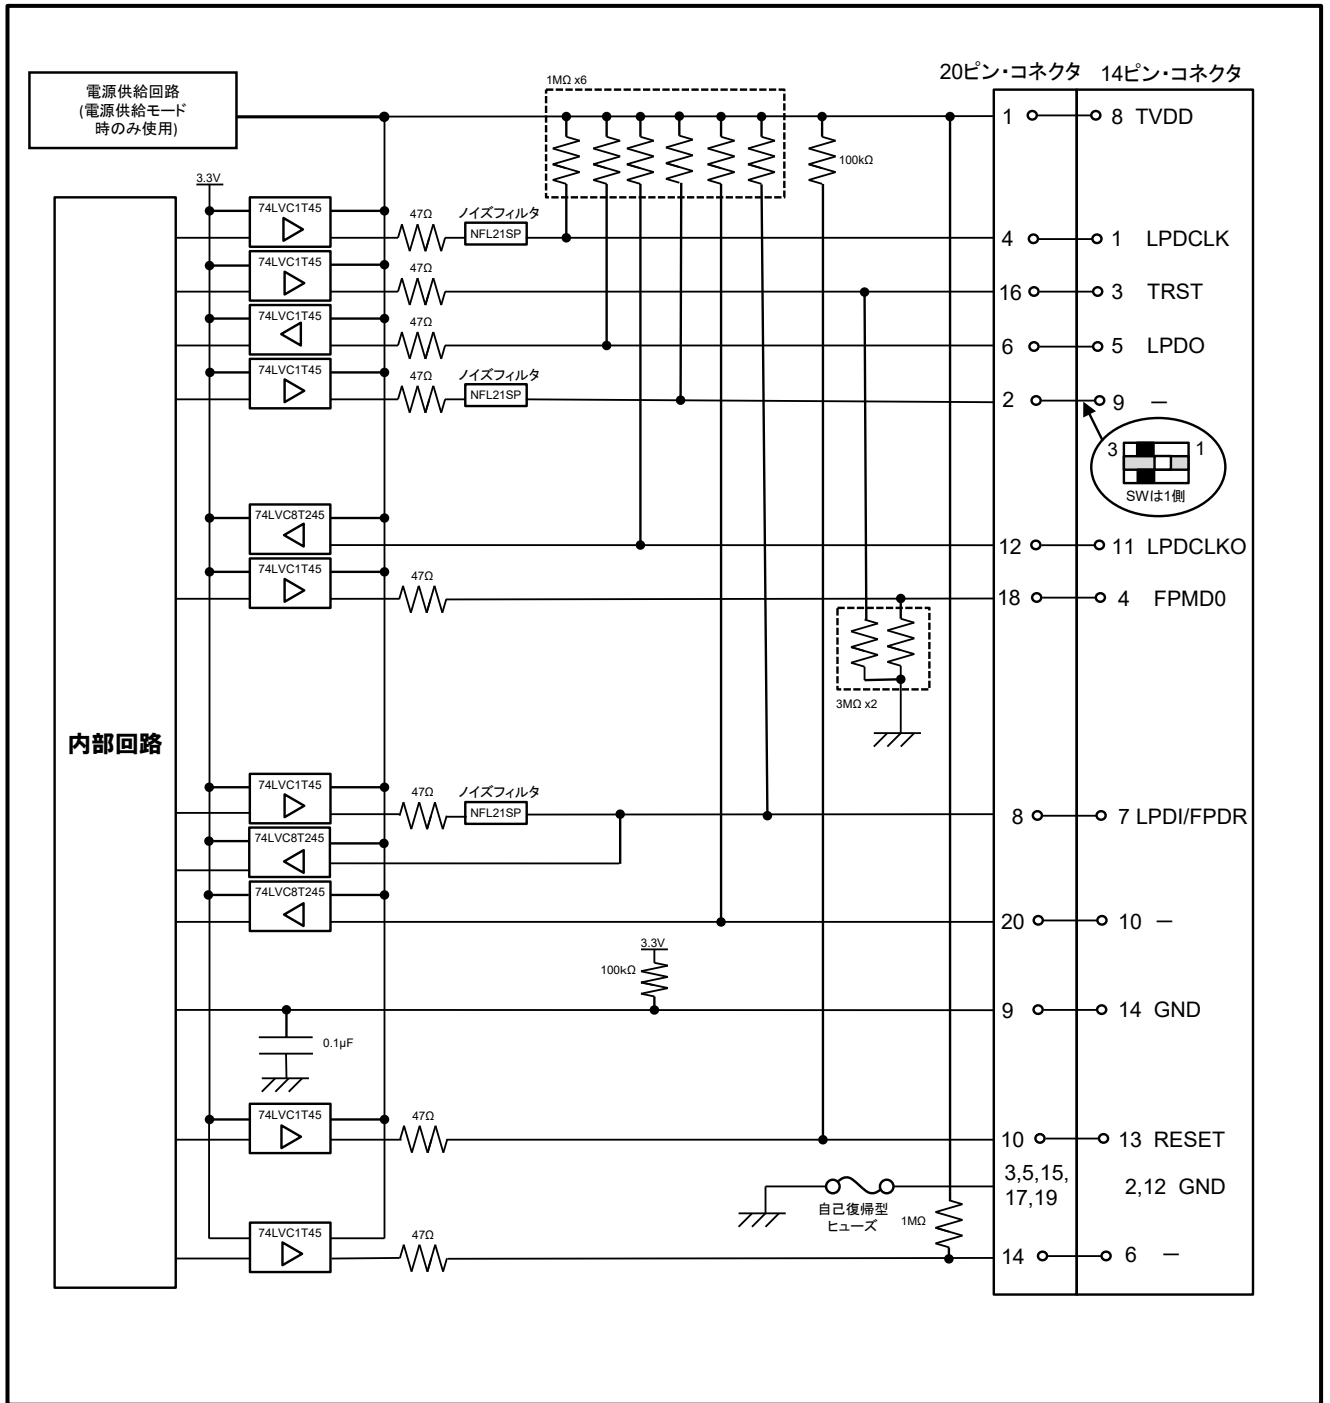 20ピン・コネクタ 14ピン・コネクタ
電源供給回路
(電源供給モード
時のみ使用)
1MΩ x6
1 8 TVDD
100kΩ
3.3V
74LVC1T45
47Ω
ノイズフィルタ
NFL21SP
4 1 LPDCLK
74LVC1T45
47Ω
16 3 TRST
74LVC1T45
47Ω
6 5 LPDO
74LVC1T45
47Ω
ノイズフィルタ
NFL21SP
2 9 −
3 1
SWは1側
74LVC8T245
12 11 LPDCLKO
74LVC1T45
47Ω
18 4 FPMD0
3MΩ x2
内部回路
74LVC1T45
47Ω
ノイズフィルタ
NFL21SP
8 7 LPDI/FPDR
74LVC8T245
74LVC8T245
20 10 −
3.3V
100kΩ
9 14 GND
0.1µF
74LVC1T45
47Ω
10 13 RESET
3,5,15,
17,19
2,12 GND
自己復帰型
ヒューズ
1MΩ
74LVC1T45
47Ω
14 6 −